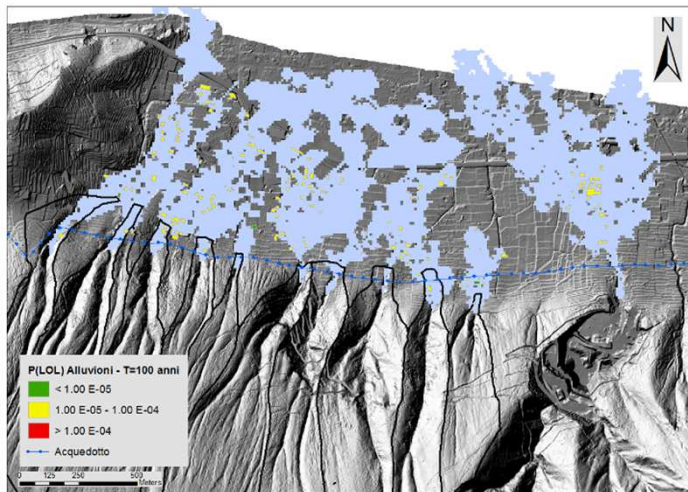 N
P(LOL) Alluvioni - T=100 anni
< 1.00 E-05
1.00 E-05 - 1.00 E-04
> 1.00 E-04
Acquedotto
0 125 250 500
Meters